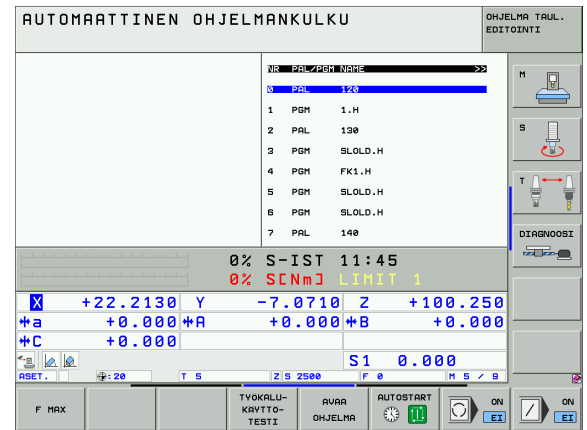 AUTOMAATTINEN OHJELMANKULKU
OHJELMA TAUL.
EDITOINTI
NR PAL/PGM NAME >>
0 PAL 120
1 PGM 1.H
2 PAL 130
3 PGM SLOLD.H
4 PGM FK1.H
5 PGM SLOLD.H
6 PGM SLOLD.H
7 PAL 140
M
S
T
DIAGNOOSI
0% S-IST 11:45
0% S[Nm] LIMIT 1
X +22.2130 Y -7.0710 Z +100.250
a +0.000 A +0.000 B +0.000
C +0.000
S1 0.000
ASET. :20 T 5 Z S 2500 F 0 M 5 / 9
F MAX
TYÖKALU-
KÄYTTÖ-
TESTI
AVAA
OHJELMA
AUTOSTART
ON
EI
ON
EI